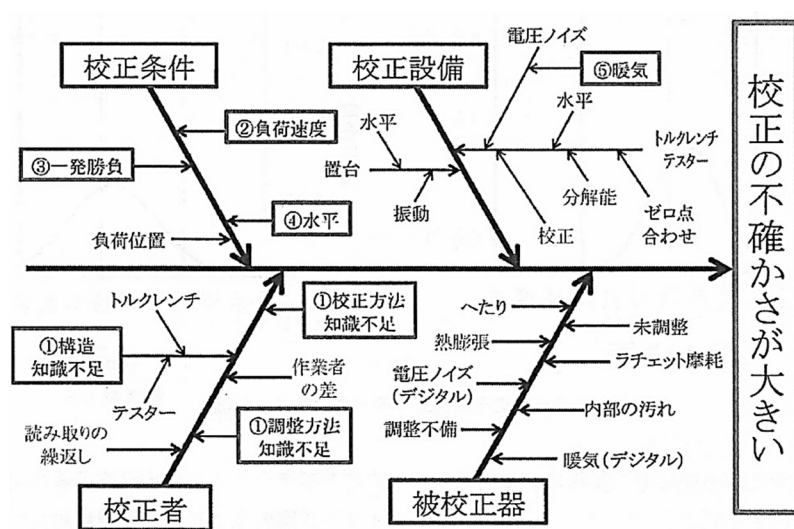 校正の不確かさが大きい
校正条件
②負荷速度
③一発勝負
④水平
負荷位置
校正設備
電圧ノイズ
⑤暖気
水平
水平
トルクレンチ
テスター
置台
振動
校正
分解能
ゼロ点
合わせ
トルクレンチ
①校正方法
知識不足
①構造
知識不足
テスター
作業者
の差
読み取りの
繰返し
①調整方法
知識不足
校正者
へたり
未調整
熱膨張
ラチェット摩耗
電圧ノイズ
(デジタル)
内部の汚れ
調整不備
暖気(デジタル)
被校正器